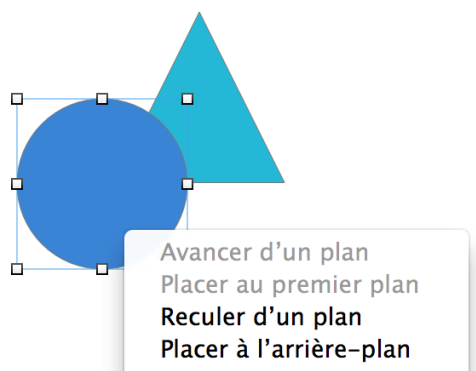 Avancer d’un plan
Placer au premier plan
Reculer d’un plan
Placer à l’arrière-plan